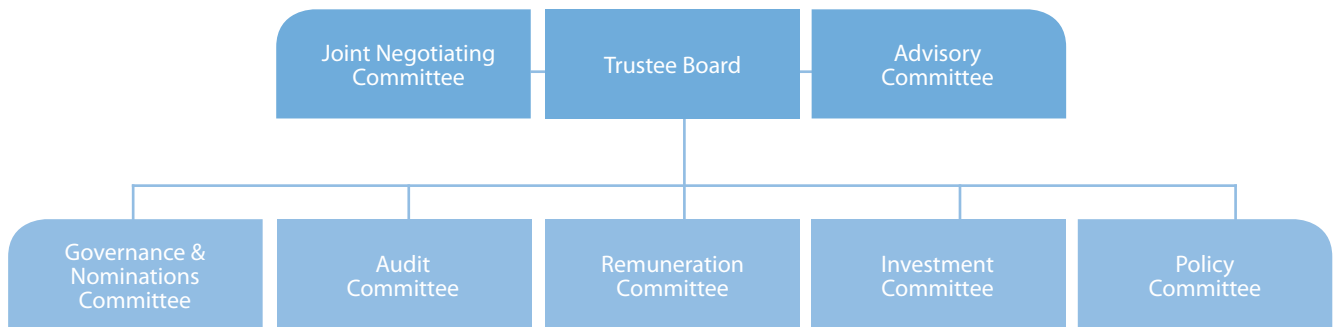 Joint Negotiating
Committee
Trustee Board
Advisory
Committee
Governance &
Nominations
Committee
Audit
Committee
Remuneration
Committee
Investment
Committee
Policy
Committee